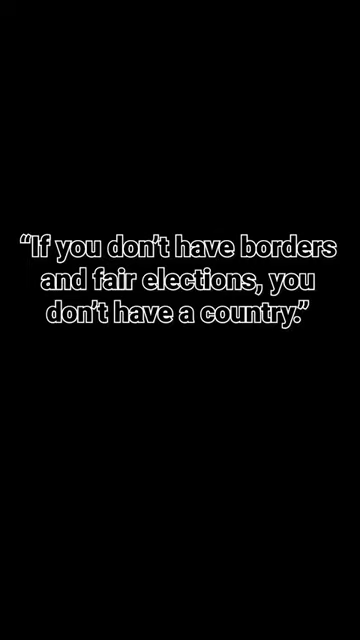 “If you don’t have borders
and fair elections, you
don’t have a country.”